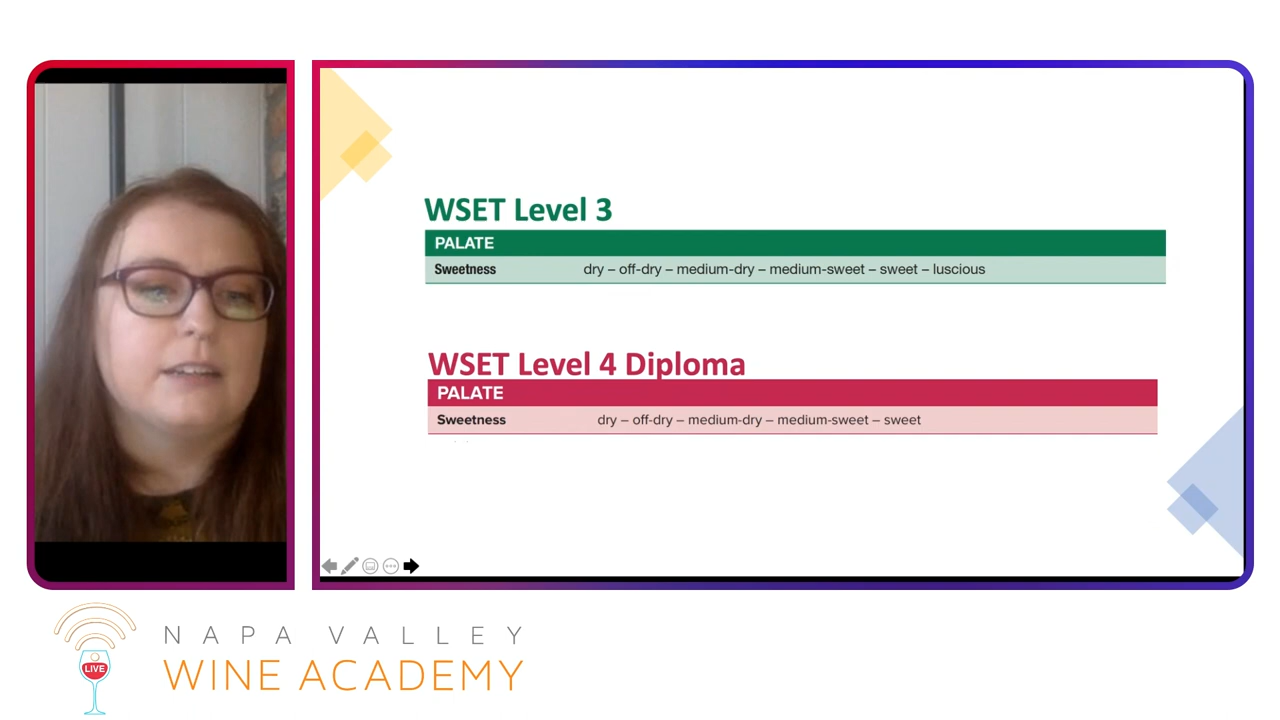 WSET Level 3
PALATE
Sweetness dry – off-dry – medium-dry – medium-sweet – sweet – luscious
WSET Level 4 Diploma
PALATE
Sweetness dry – off-dry – medium-dry – medium-sweet – sweet
LIVE
NAPA VALLEY
WINE ACADEMY